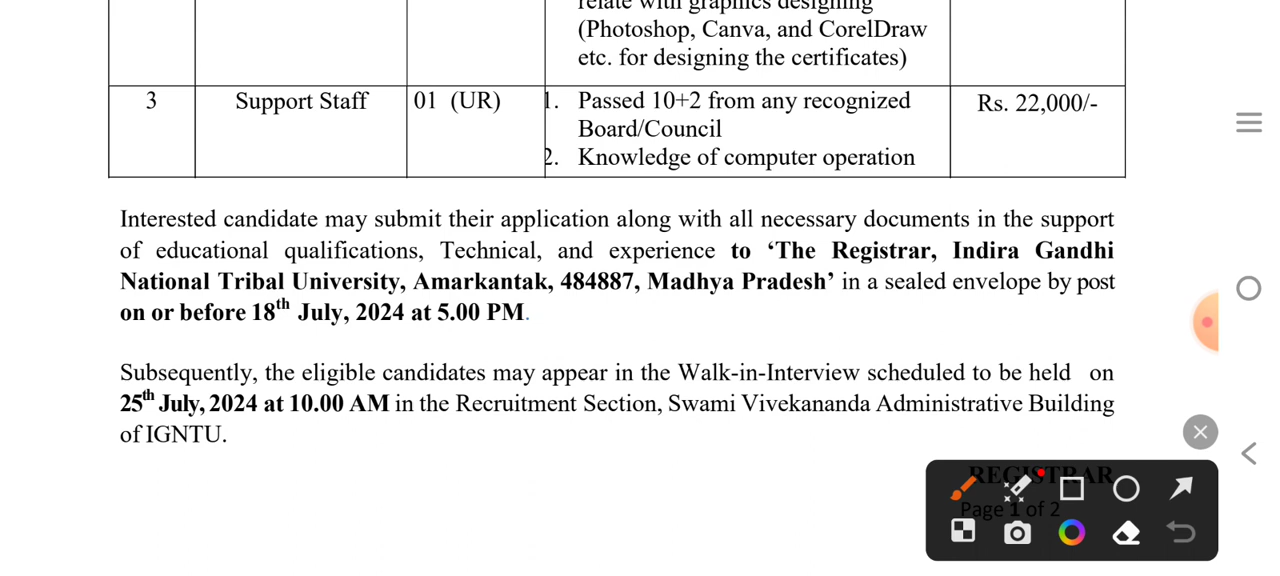 relate with graphics designing
(Photoshop, Canva, and CorelDraw
etc. for designing the certificates)
3 Support Staff 01 (UR) 1. Passed 10+2 from any recognized Rs. 22,000/-
Board/Council
2. Knowledge of computer operation
Interested candidate may submit their application along with all necessary documents in the support
of educational qualifications, Technical, and experience to ‘The Registrar, Indira Gandhi
National Tribal University, Amarkantak, 484887, Madhya Pradesh’ in a sealed envelope by post
on or before 18th July, 2024 at 5.00 PM.
Subsequently, the eligible candidates may appear in the Walk-in-Interview scheduled to be held on
25th July, 2024 at 10.00 AM in the Recruitment Section, Swami Vivekananda Administrative Building
of IGNTU.
REGISTRAR
Page 1 of 2